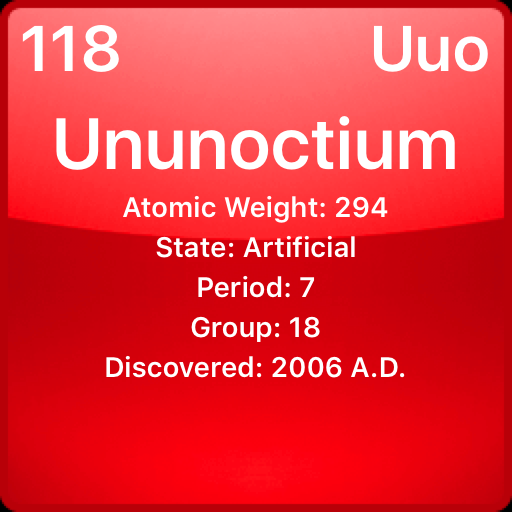 118 Uuo
Ununoctium
Atomic Weight: 294
State: Artificial
Period: 7
Group: 18
Discovered: 2006 A.D.